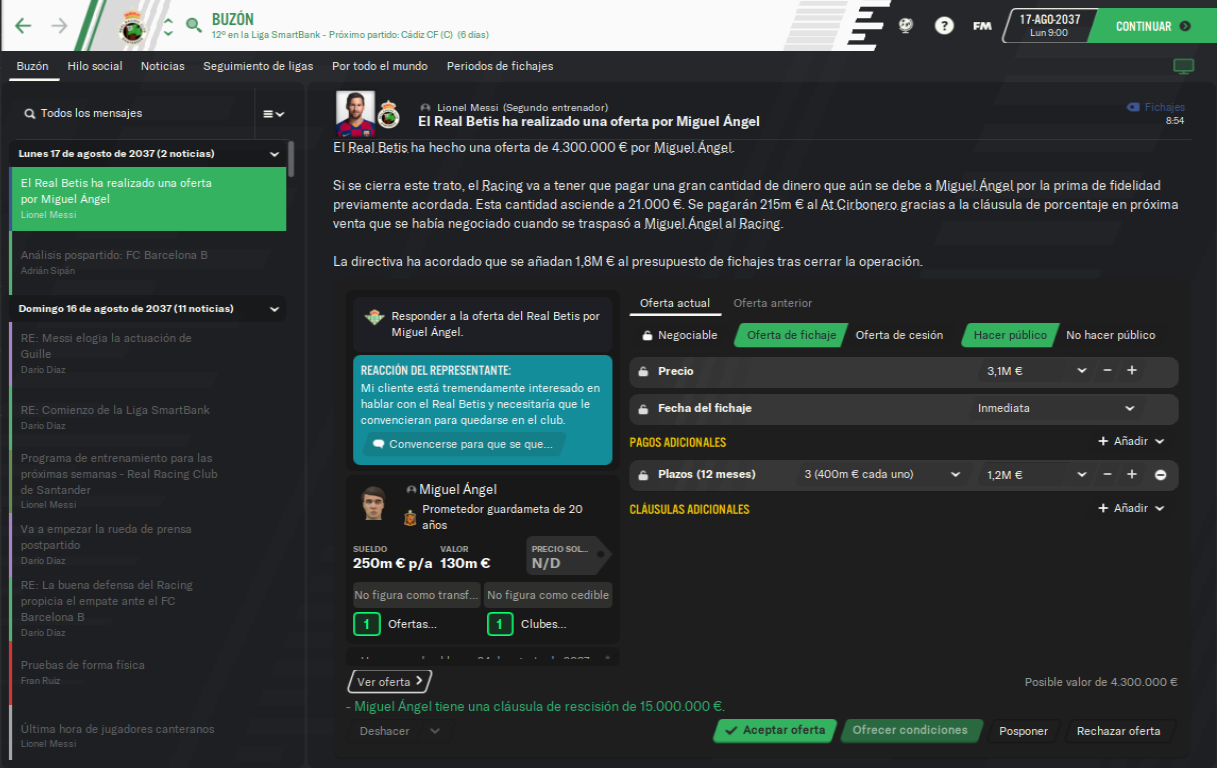 BUZÓN
12º en la Liga SmartBank - Próximo partido: Cádiz CF (C) (6 días)
?
FM
17-AGO-2037
Lun 9:00
CONTINUAR
Buzón
Hilo social
Noticias
Seguimiento de ligas
Por todo el mundo
Periodos de fichajes
Todos los mensajes
Lunes 17 de agosto de 2037 (2 noticias)
El Real Betis ha realizado una oferta
por Miguel Ángel
Lionel Messi
Análisis pospartido: FC Barcelona B
Adrián Sipán
Domingo 16 de agosto de 2037 (11 noticias)
RE: Messi elogia la actuación de
Guille
Darío Díaz
RE: Comienzo de la Liga SmartBank
Darío Díaz
Programa de entrenamiento para las
próximas semanas - Real Racing Club
de Santander
Lionel Messi
Va a empezar la rueda de prensa
postpartido
Darío Díaz
RE: La buena defensa del Racing
propicia el empate ante el FC
Barcelona B
Darío Díaz
Pruebas de forma física
Fran Ruiz
Última hora de jugadores canteranos
Lionel Messi
Lionel Messi (Segundo entrenador)
El Real Betis ha realizado una oferta por Miguel Ángel
Fichajes
8:54
El Real Betis ha hecho una oferta de 4.300.000 € por Miguel Ángel.
Si se cierra este trato, el Racing va a tener que pagar una gran cantidad de dinero que aún se debe a Miguel Ángel por la prima de fidelidad
previamente acordada. Esta cantidad asciende a 21.000 €. Se pagarán 215m € al At Cirbonero gracias a la cláusula de porcentaje en próxima
venta que se había negociado cuando se traspasó a Miguel Ángel al Racing.
La directiva ha acordado que se añadan 1,8M € al presupuesto de fichajes tras cerrar la operación.
Responder a la oferta del Real Betis por
Miguel Ángel.
REACCIÓN DEL REPRESENTANTE:
Mi cliente está tremendamente interesado en
hablar con el Real Betis y necesitaría que le
convencieran para quedarse en el club.
Convencerse para que se que...
Miguel Ángel
Prometedor guardameta de 20
años
SUELDO
250m € p/a
VALOR
130m €
PRECIO SOL...
N/D
No figura como transf...
No figura como cedible
1 Ofertas...
1 Clubes...
Oferta actual
Oferta anterior
Negociable
Oferta de fichaje
Oferta de cesión
Hacer público
No hacer público
Precio
3,1M €
Fecha del fichaje
Inmediata
PAGOS ADICIONALES
Añadir
Plazos (12 meses)
3 (400m € cada uno)
1,2M €
CLÁUSULAS ADICIONALES
Añadir
Ver oferta
Posible valor de 4.300.000 €
- Miguel Ángel tiene una cláusula de rescisión de 15.000.000 €.
Deshacer
Aceptar oferta
Ofrecer condiciones
Posponer
Rechazar oferta